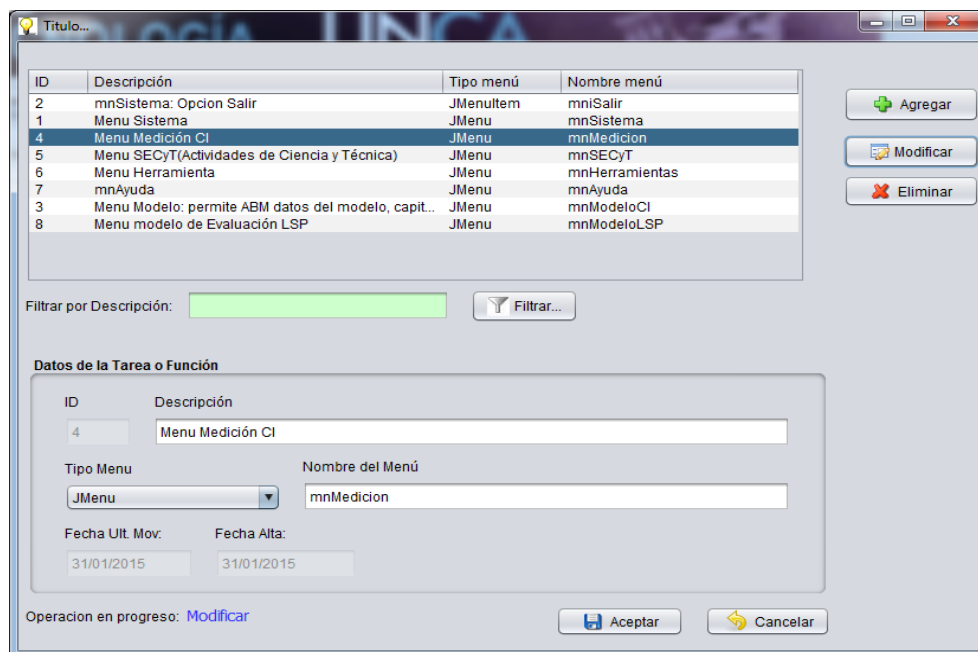 Titulo...
OLOGÍA UNCA
ID Descripción Tipo menú Nombre menú
2 mnSistema: Opcion Salir JMenuItem mniSalir
1 Menu Sistema JMenu mnSistema
4 Menu Medición CI JMenu mnMedicion
5 Menu SECyT(Actividades de Ciencia y Técnica) JMenu mnSECyT
6 Menu Herramienta JMenu mnHerramientas
7 mnAyuda JMenu mnAyuda
3 Menu Modelo: permite ABM datos del modelo, capit... JMenu mnModeloCI
8 Menu modelo de Evaluación LSP JMenu mnModeloLSP
Agregar
Modificar
Eliminar
Filtrar por Descripción: Filtrar...
Datos de la Tarea o Función
ID Descripción
4 Menu Medición CI
Tipo Menu Nombre del Menú
JMenu mnMedicion
Fecha Ult. Mov: Fecha Alta:
31/01/2015 31/01/2015
Operacion en progreso: Modificar Aceptar Cancelar